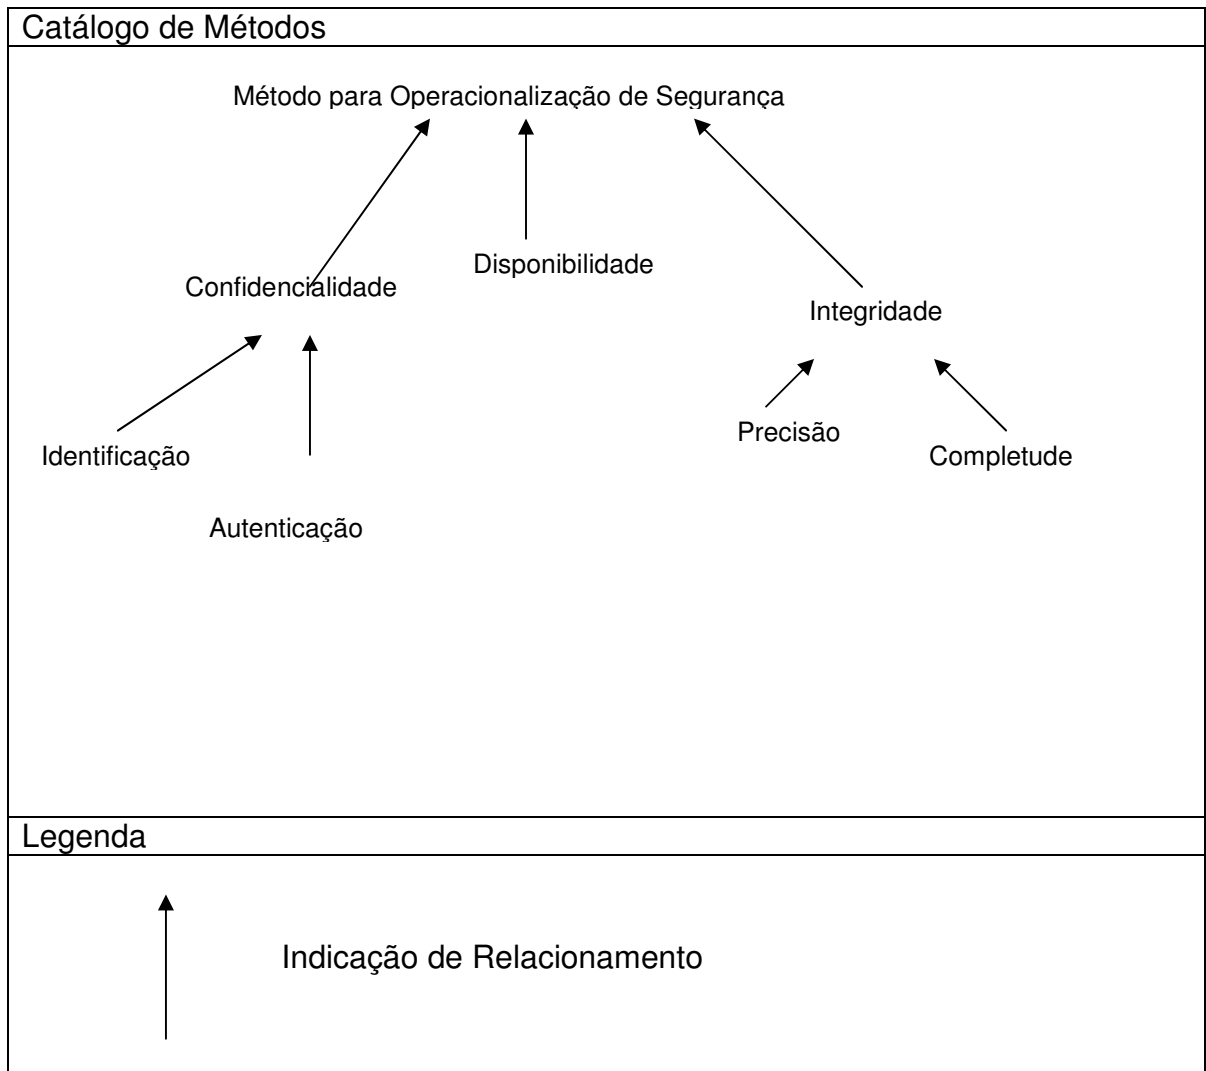 Catálogo de Métodos
Método para Operacionalização de Segurança
Disponibilidade
Confidencialidade
Integridade
Precisão
Identificação
Completude
Autenticação
Legenda
Indicação de Relacionamento